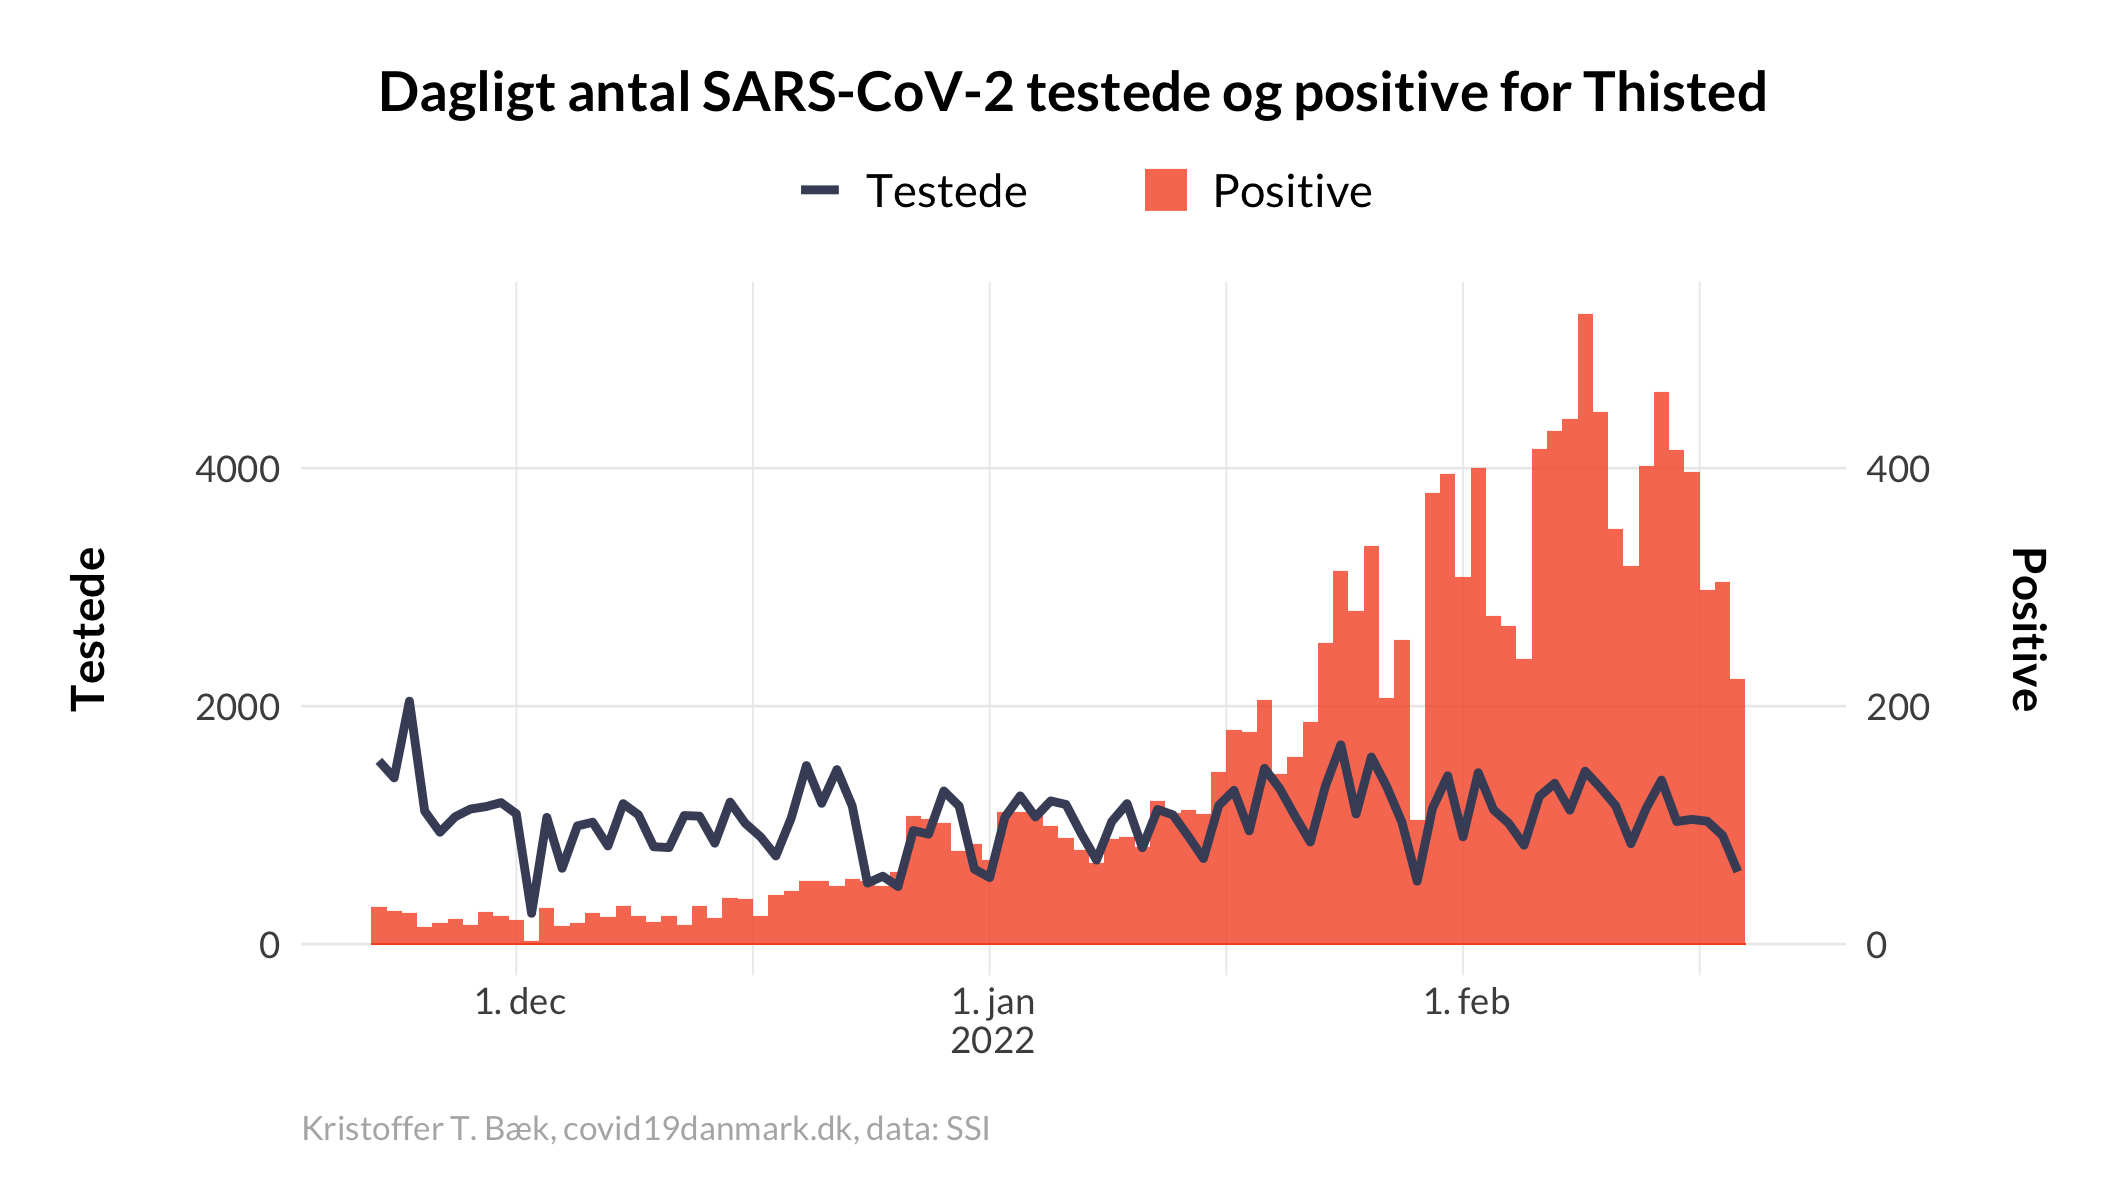 Dagligt antal SARS-CoV-2 testede og positive for Thisted
Testede
Positive
4000
2000
0
Testede
400
200
0
Positive
1. dec
1. jan
2022
1. feb
Kristoffer T. Bæk, covid19danmark.dk, data: SSI